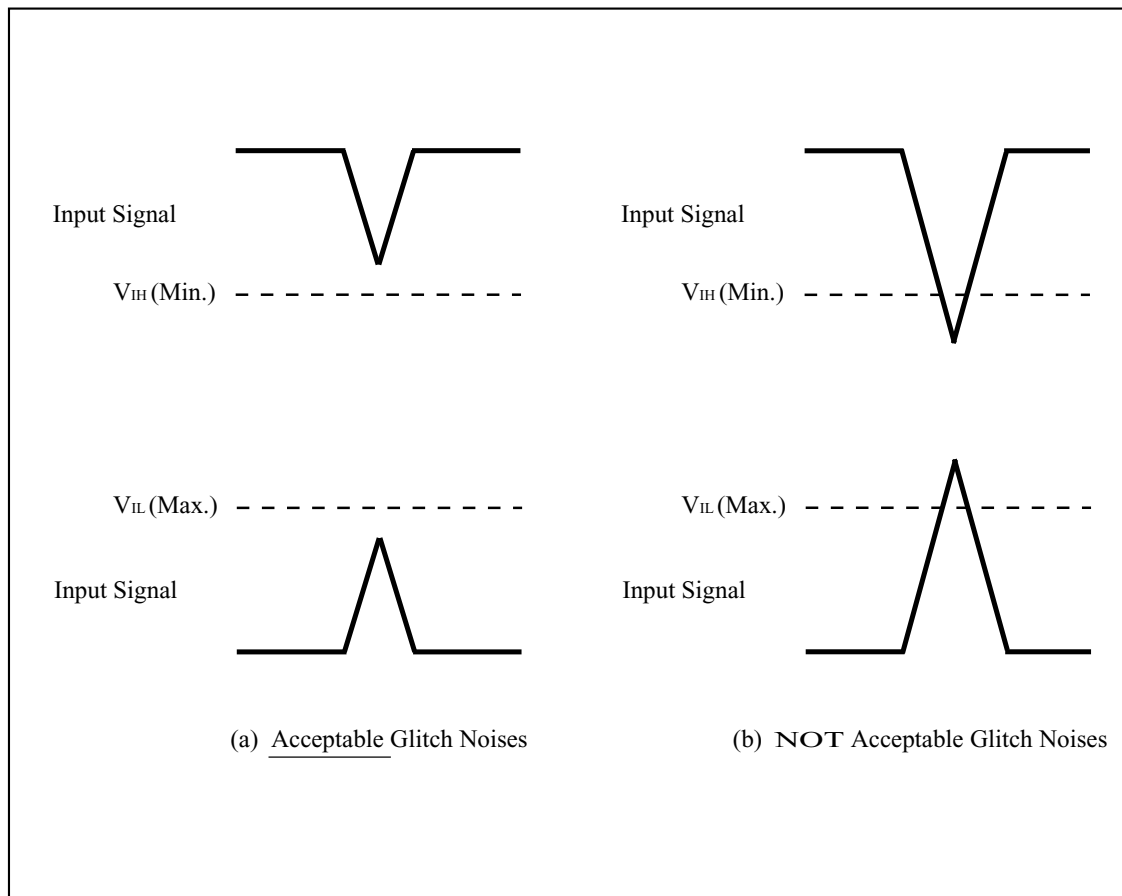 Input Signal
VIH (Min.)
VIL (Max.)
Input Signal
(a) Acceptable Glitch Noises
Input Signal
VIH (Min.)
VIL (Max.)
Input Signal
(b) NOT Acceptable Glitch Noises